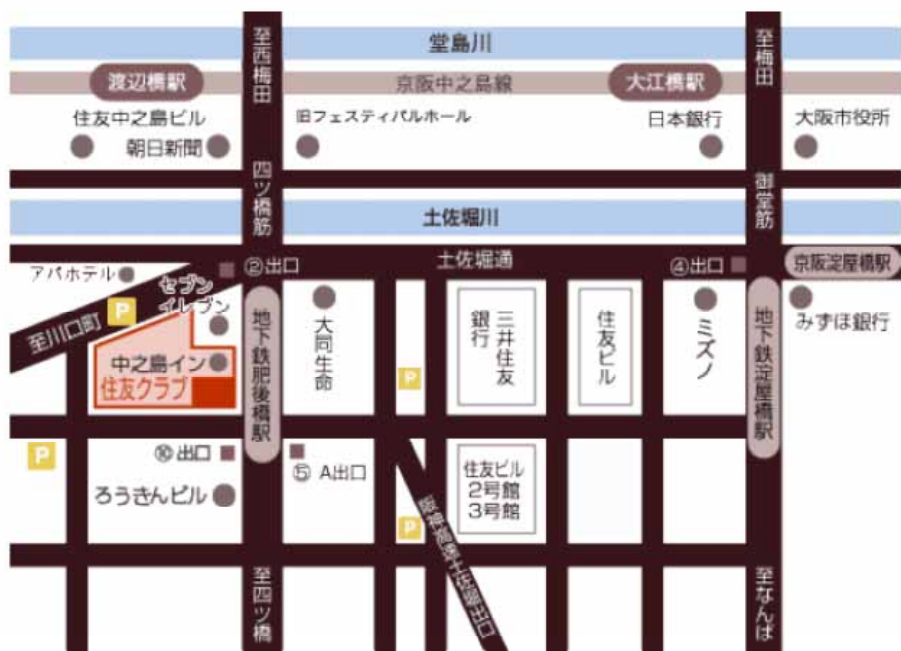 至西梅田
堂島川
至梅田
渡辺橋駅
京阪中之島線
大江橋駅
住友中之島ビル
旧フェスティバルホール
日本銀行
大阪市役所
朝日新聞
四ツ橋筋
御堂筋
土佐堀川
アパホテル
セブン
イレブン
②出口
土佐堀通
④出口
京阪淀屋橋駅
至川口町
P
大同生命
三井住友
銀行
住友ビル
ミズノ
みずほ銀行
地下鉄肥後橋駅
地下鉄淀屋橋駅
中之島イン
住友クラブ
P
P
⑩出口
⑤ A出口
ろうきんビル
住友ビル
2号館
3号館
P
阪神高速土佐堀出口
至四ツ橋
至なんば